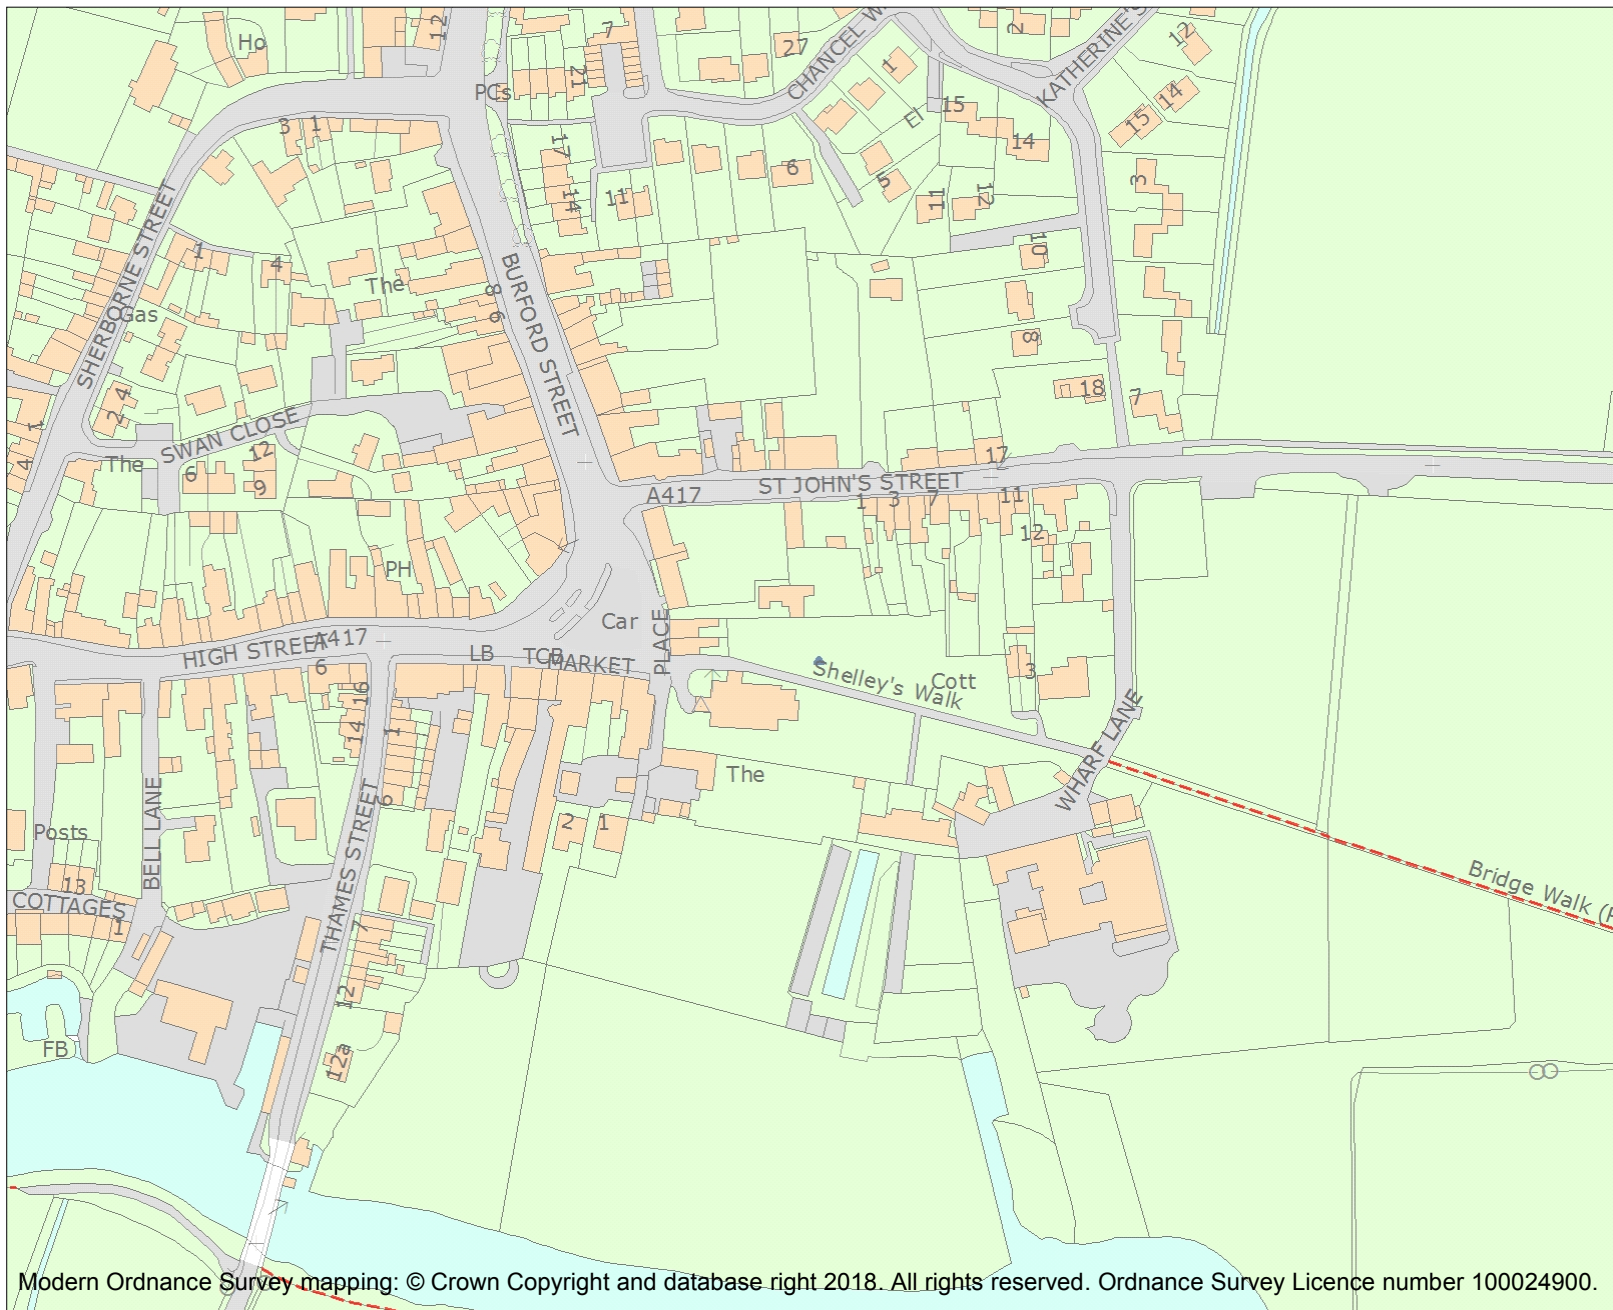 Ho
12
7
27
CHANCEL W
2
KATHERINE'S
12
PCs
21
1
El
15
14
14
15
3
1
17
14
11
6
5
11
12
3
SHERBORNE STREET
1
4
The
8
6
BURFORD STREET
10
Gas
8
4
2
1
SWAN CLOSE
18
7
4
The
6
12
9
A417
ST JOHN'S STREET
17
1
3
7
11
12
PH
Car
HIGH STREET
A417
6
LB
TCB
MARKET
PLACE
Shelley's Walk
Cott
3
16
14
1
6
WHARF LANE
The
Posts
BELL LANE
THAMES STREET
2
1
13
COTTAGES
1
Bridge Walk (F
7
12
FB
12a
Modern Ordnance Survey mapping: © Crown Copyright and database right 2018. All rights reserved. Ordnance Survey Licence number 100024900.